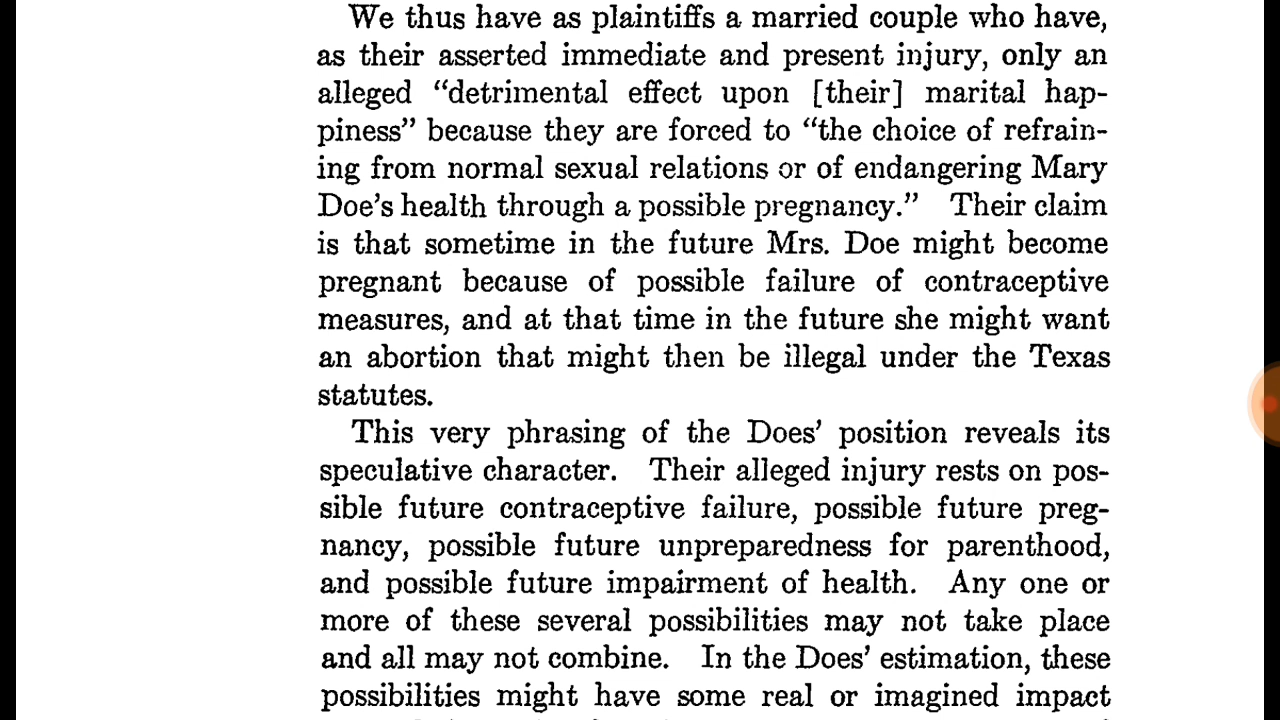 We thus have as plaintiffs a married couple who have,
as their asserted immediate and present injury, only an
alleged “detrimental effect upon [their] marital hap-
piness” because they are forced to “the choice of refrain-
ing from normal sexual relations or of endangering Mary
Doe’s health through a possible pregnancy.” Their claim
is that sometime in the future Mrs. Doe might become
pregnant because of possible failure of contraceptive
measures, and at that time in the future she might want
an abortion that might then be illegal under the Texas
statutes.
This very phrasing of the Does’ position reveals its
speculative character. Their alleged injury rests on pos-
sible future contraceptive failure, possible future preg-
nancy, possible future unpreparedness for parenthood,
and possible future impairment of health. Any one or
more of these several possibilities may not take place
and all may not combine. In the Does’ estimation, these
possibilities might have some real or imagined impact